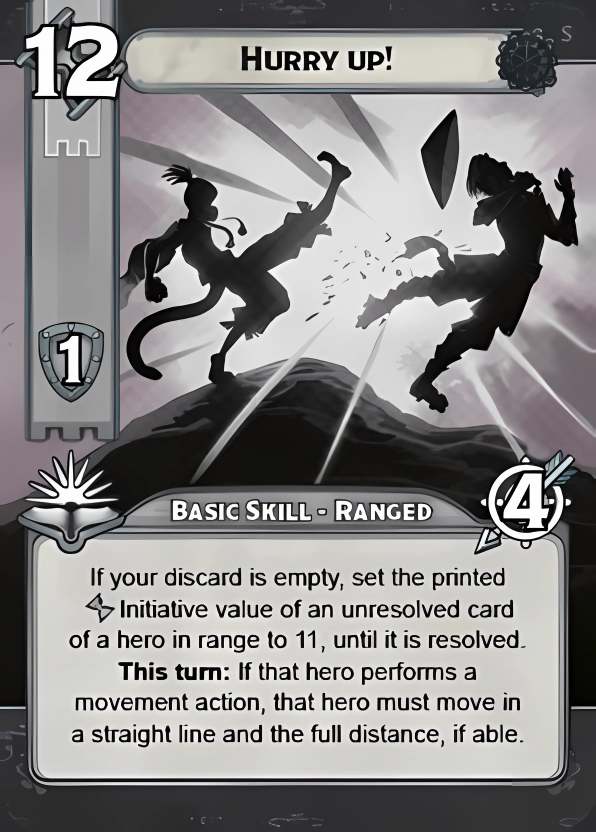 12
HURRY UP!
S
1
BASIC SKILL - RANGED
4
If your discard is empty, set the printed
Initiative value of an unresolved card
of a hero in range to 11, until it is resolved.
This turn: If that hero performs a
movement action, that hero must move in
a straight line and the full distance, if able.